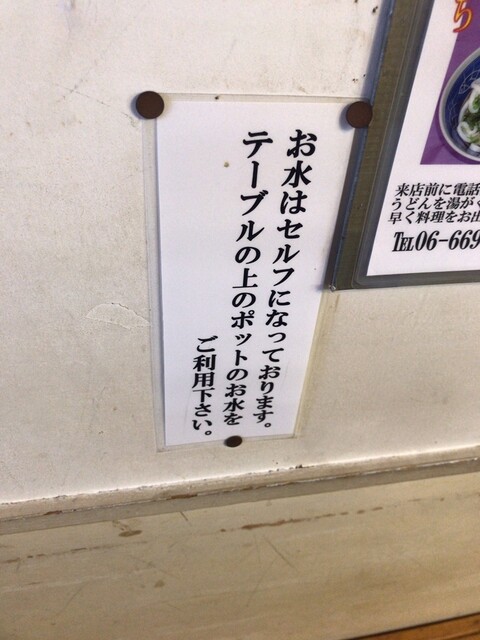 お水はセルフになっております。
テーブルの上のポットのお水を
ご利用下さい。
ち
来店前に電話
うどんを湯がく
早く料理をお出
TEL06-669